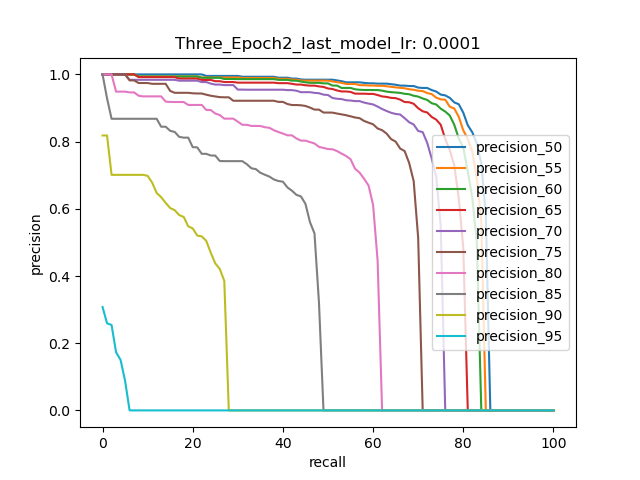 Three_Epoch2_last_model_lr: 0.0001
1.0
0.8
0.6
0.4
0.2
0.0
precision
precision_50
precision_55
precision_60
precision_65
precision_70
precision_75
precision_80
precision_85
precision_90
precision_95
0 20 40 60 80 100
recall